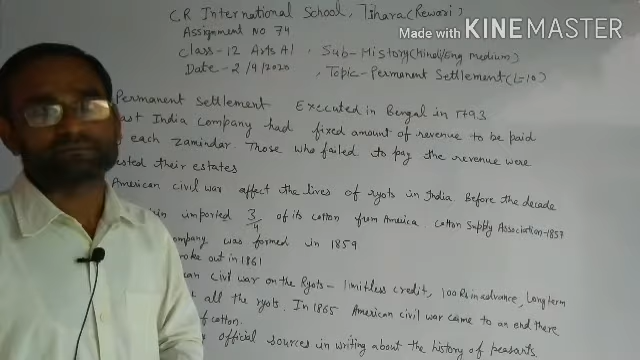 C.R International School, Tihara (Rewari)
Made with KINEMASTER
Assignment No 74
Class-12 Arts A1, Sub-History (Hindi/Eng medium)
Date-2/9/2020, Topic-Permanent Settlement (L=10)
Permanent Settlement Executed in Bengal in 1793
East India Company had fixed amount of revenue to be paid
each zamindar. Those who failed to pay the revenue were
their estates
American civil war affect the lives of ryots in India. Before the decade
imported 3/4 of its cotton from America cotton Supply Association-1857
company was formed in 1859
broke out in 1861
civil war on the Ryots - limitless credit, 100Rs in advance, Long term
all the ryots. In 1865 American civil war came to an end there
of cotton.
official sources in writing about the history of peasants.